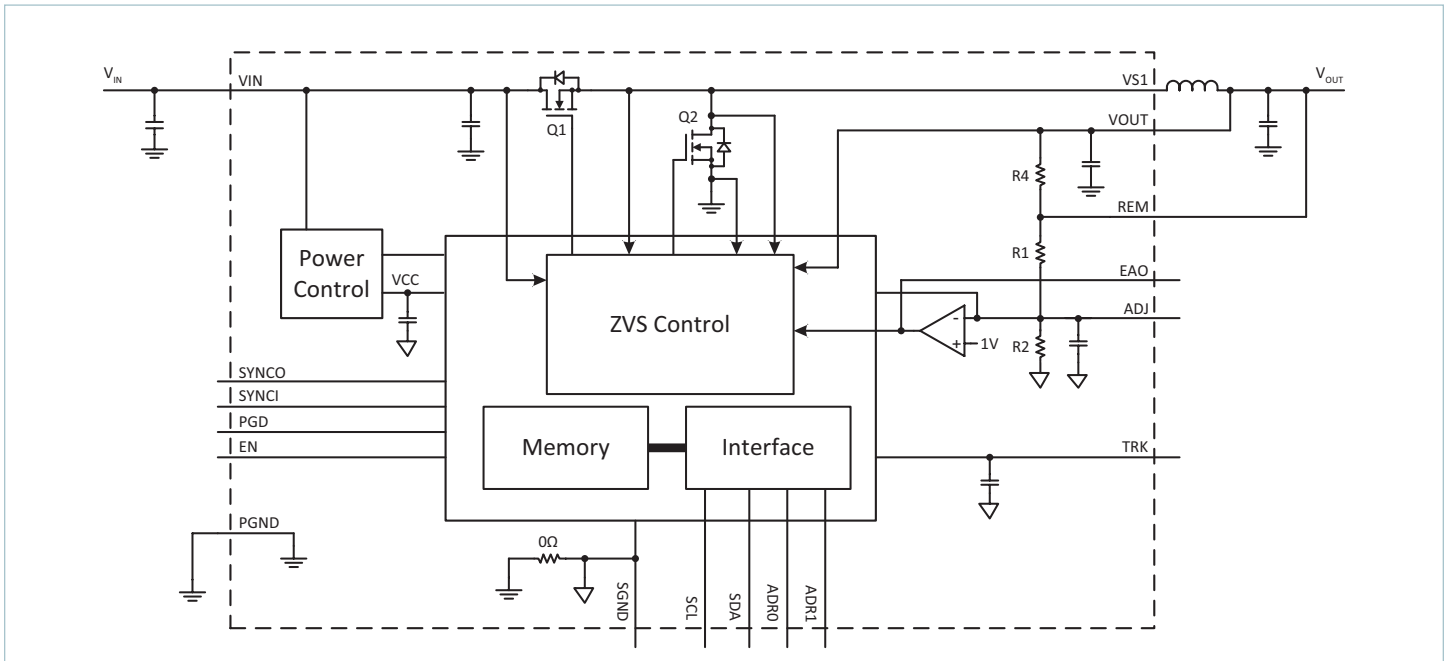 VIN
VIN
Q1
Q2
VS1
VOUT
VOUT
R4
REM
R1
EAO
ADJ
R2
1V
-
+
Power
Control
VCC
ZVS Control
SYNCO
SYNCI
PGD
EN
Memory
Interface
TRK
PGND
0Ω
SGND
SCL
SDA
ADR0
ADR1